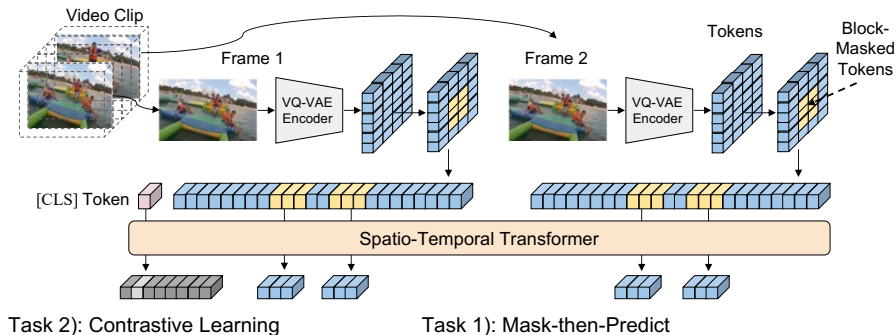 Video Clip
Frame 1
Frame 2
Tokens
Block-
Masked
Tokens
VQ-VAE
Encoder
VQ-VAE
Encoder
[CLS] Token
Spatio-Temporal Transformer
Task 2): Contrastive Learning
Task 1): Mask-then-Predict